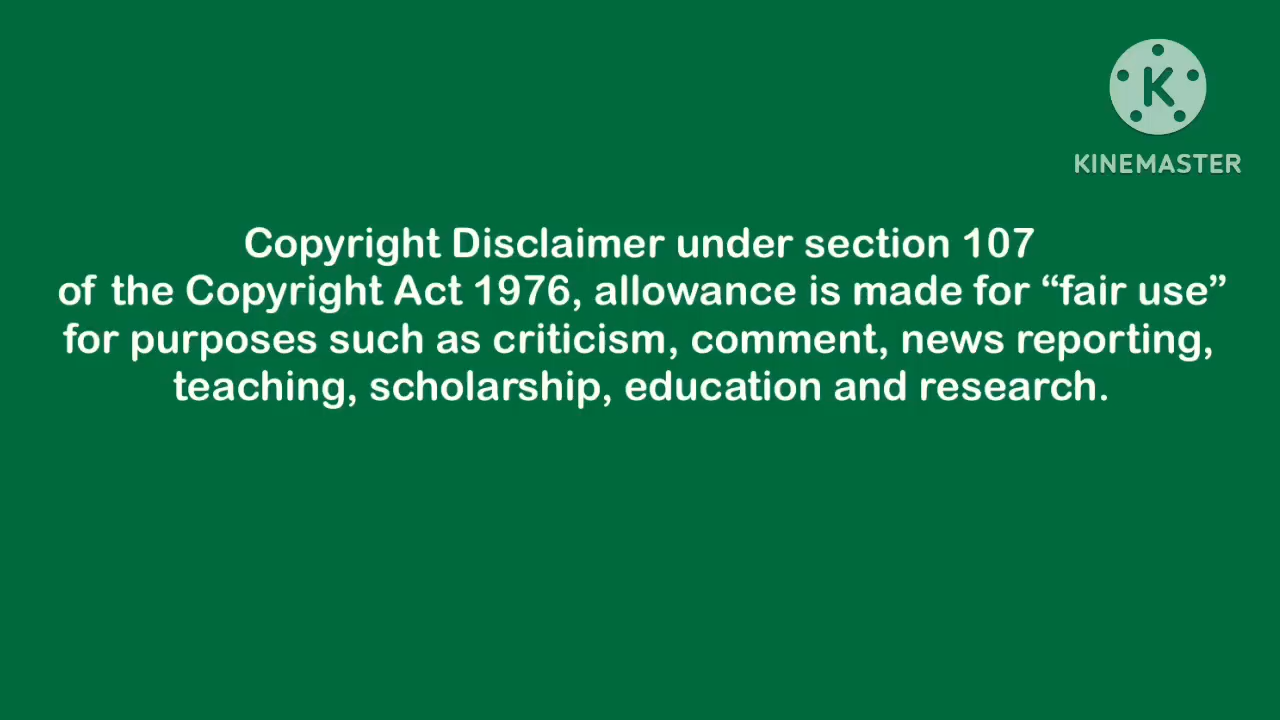 K
KINEMASTER
Copyright Disclaimer under section 107
of the Copyright Act 1976, allowance is made for “fair use”
for purposes such as criticism, comment, news reporting,
teaching, scholarship, education and research.